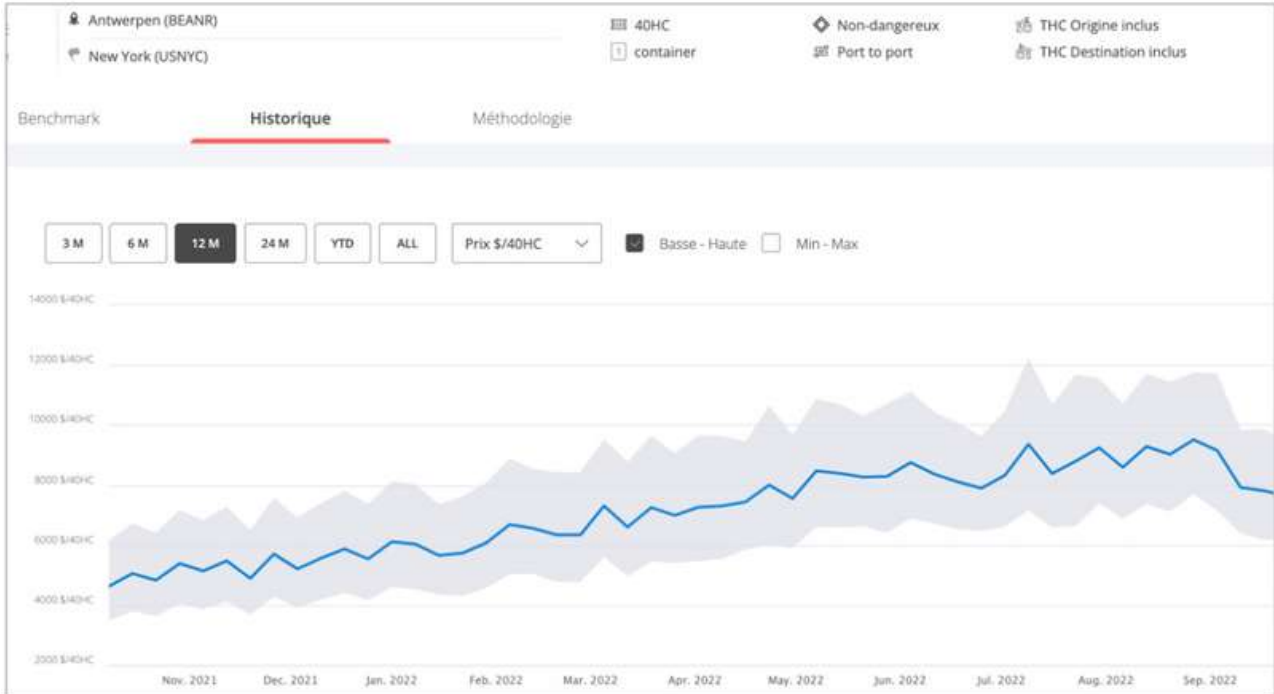 Antwerpen (BEANR)
New York (USNYC)
40HC
1 container
Non-dangereux
Port to port
THC Origine inclus
THC Destination inclus
Benchmark Historique Méthodologie
3 M 6 M 12 M 24 M YTD ALL Prix $/40HC Basse - Haute Min - Max
14000 $/40HC
12000 $/40HC
10000 $/40HC
8000 $/40HC
6000 $/40HC
4000 $/40HC
2000 $/40HC
Nov. 2021 Dec. 2021 Jan. 2022 Feb. 2022 Mar. 2022 Apr. 2022 May. 2022 Jun. 2022 Jul. 2022 Aug. 2022 Sep. 2022